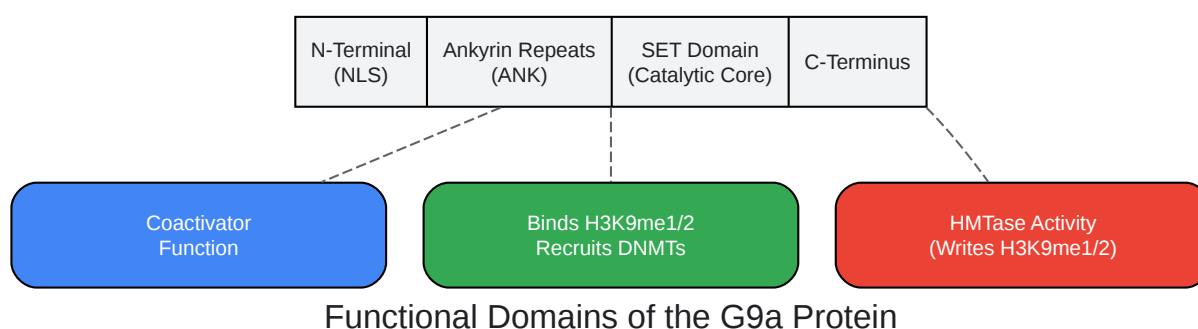 N-Terminal
(NLS)
Ankyrin Repeats
(ANK)
SET Domain
(Catalytic Core)
C-Terminus
Coactivator
Function
Binds H3K9me1/2
Recruits DNMTs
HMTase Activity
(Writes H3K9me1/2)
Functional Domains of the G9a Protein